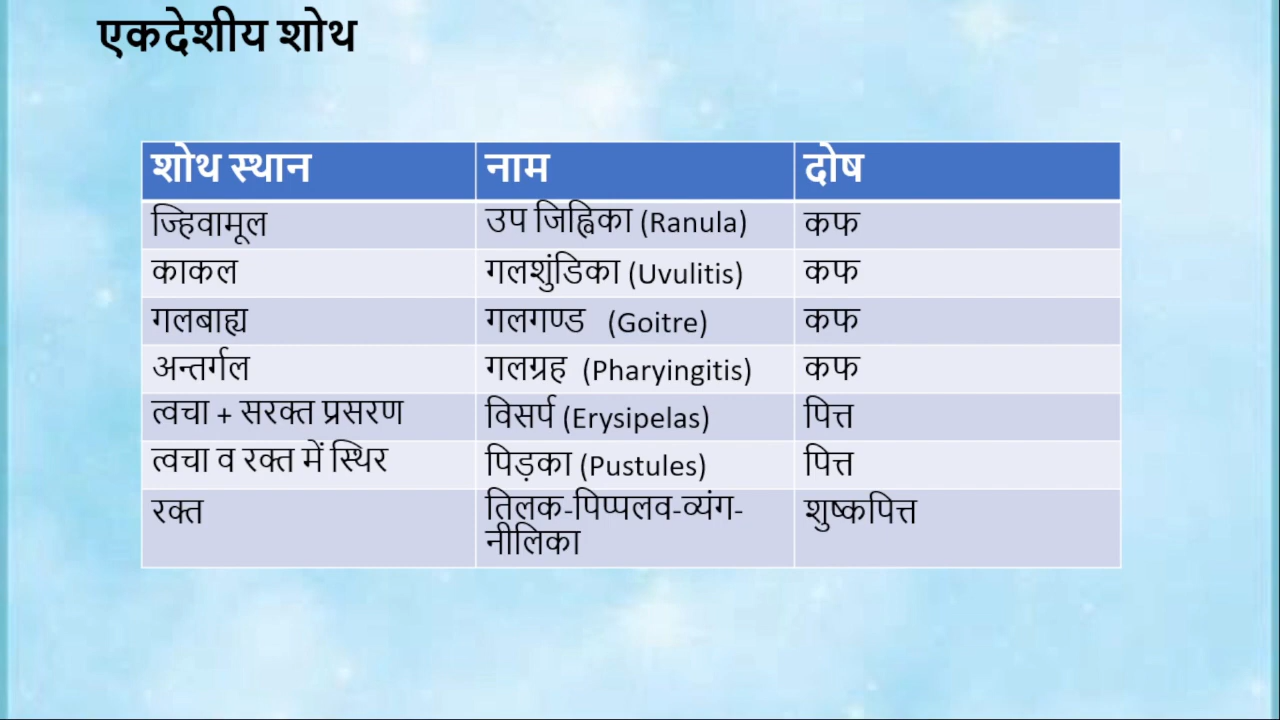 एकदेशीय शोथ
शोथ स्थान नाम दोष
ज्हिवामूल उप जिह्विका (Ranula) कफ
काकल गलशुंडिका (Uvulitis) कफ
गलबाह्य गलगण्ड (Goitre) कफ
अन्तर्गल गलग्रह (Pharyingitis) कफ
त्वचा + सरक्त प्रसरण विसर्प (Erysipelas) पित्त
त्वचा व रक्त में स्थिर पिड़का (Pustules) पित्त
रक्त तिलक-पिप्पलव-व्यंग- शुष्कपित्त
नीलिका